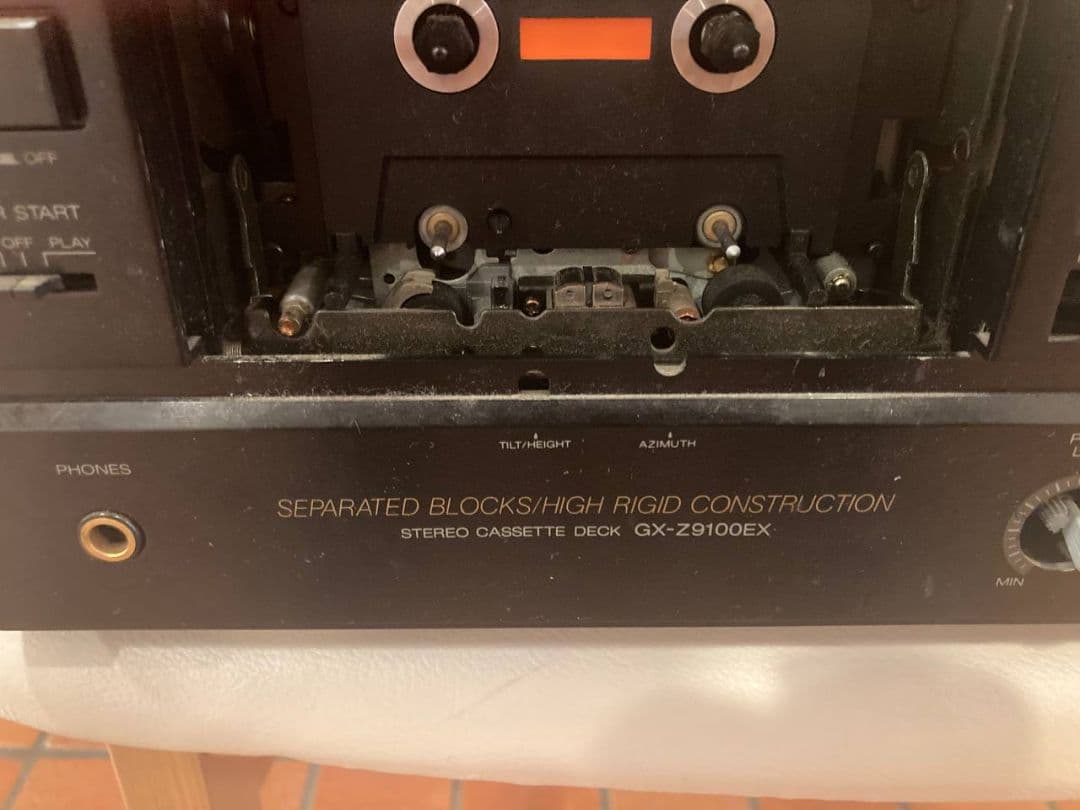 OFF
START
OFF PLAY
TILT/HEIGHT AZIMUTH
PHONES
SEPARATED BLOCKS/HIGH RIGID CONSTRUCTION
STEREO CASSETTE DECK GX-Z9100EX
MIN